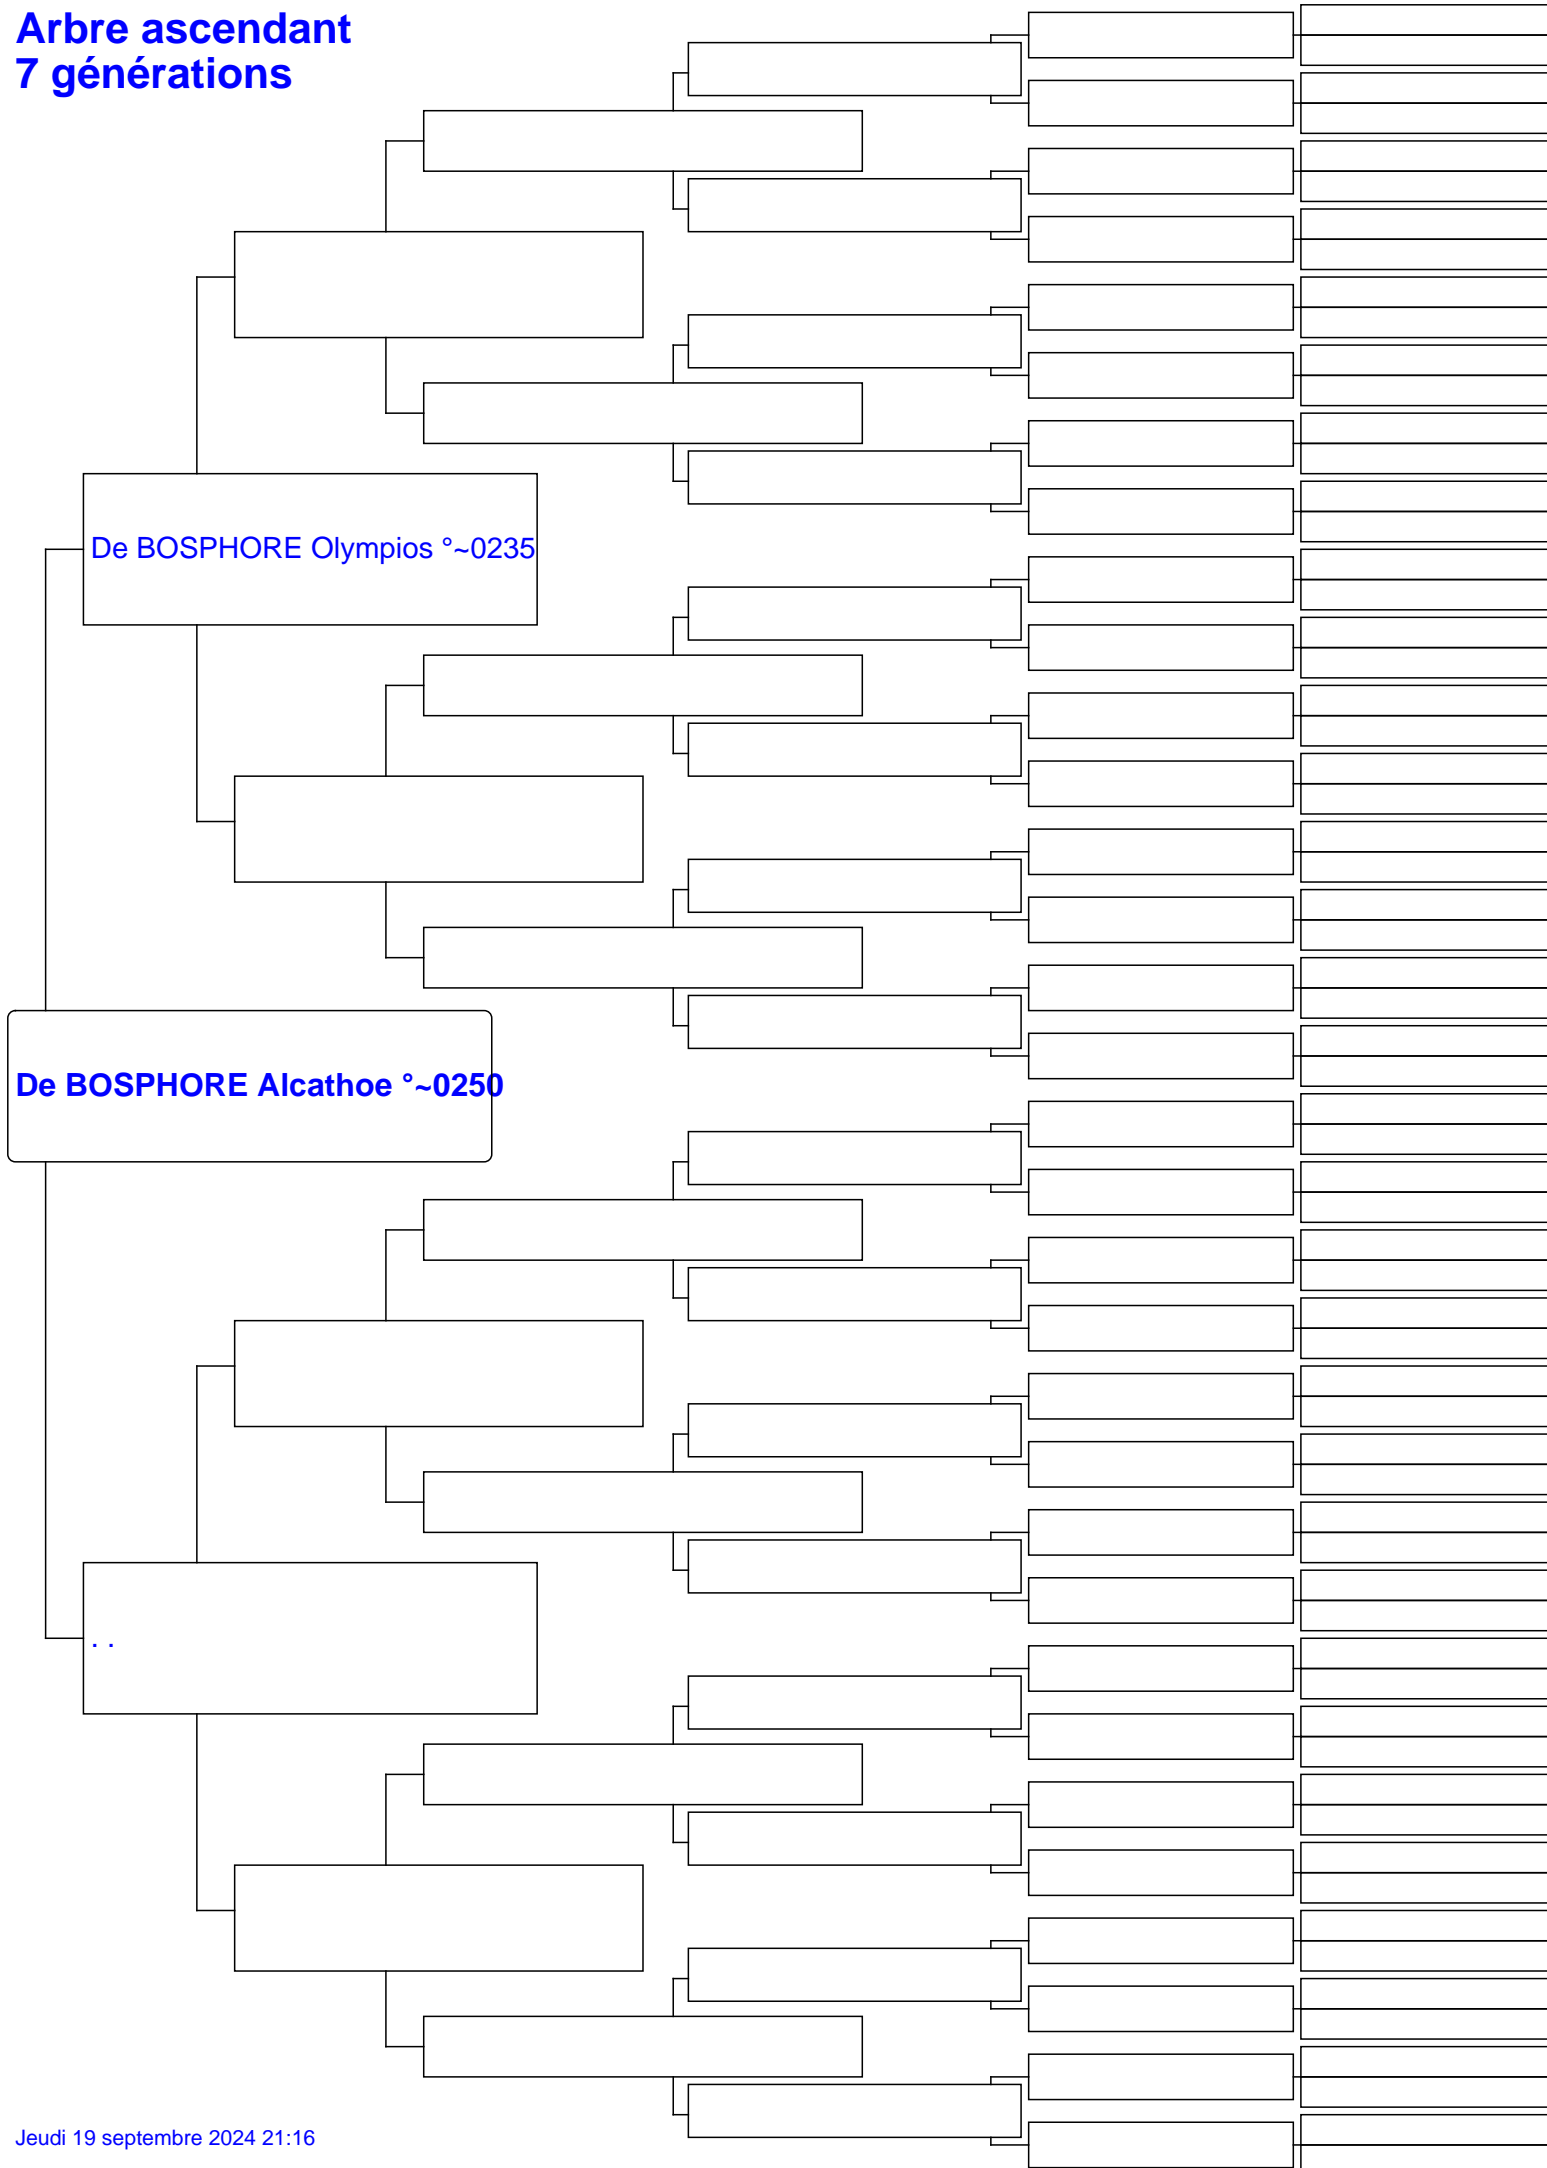 Arbre ascendant
7 générations
De BOSPHORE Olympios °~0235
De BOSPHORE Alcathoe °~0250
. .
Jeudi 19 septembre 2024 21:16